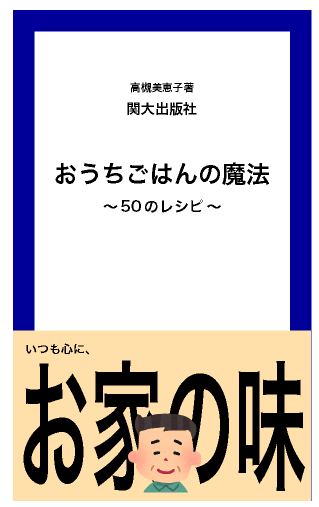 高槻美恵子著
関大出版社
おうちごはんの魔法
～50のレシピ～
いつも心に、
お家の味